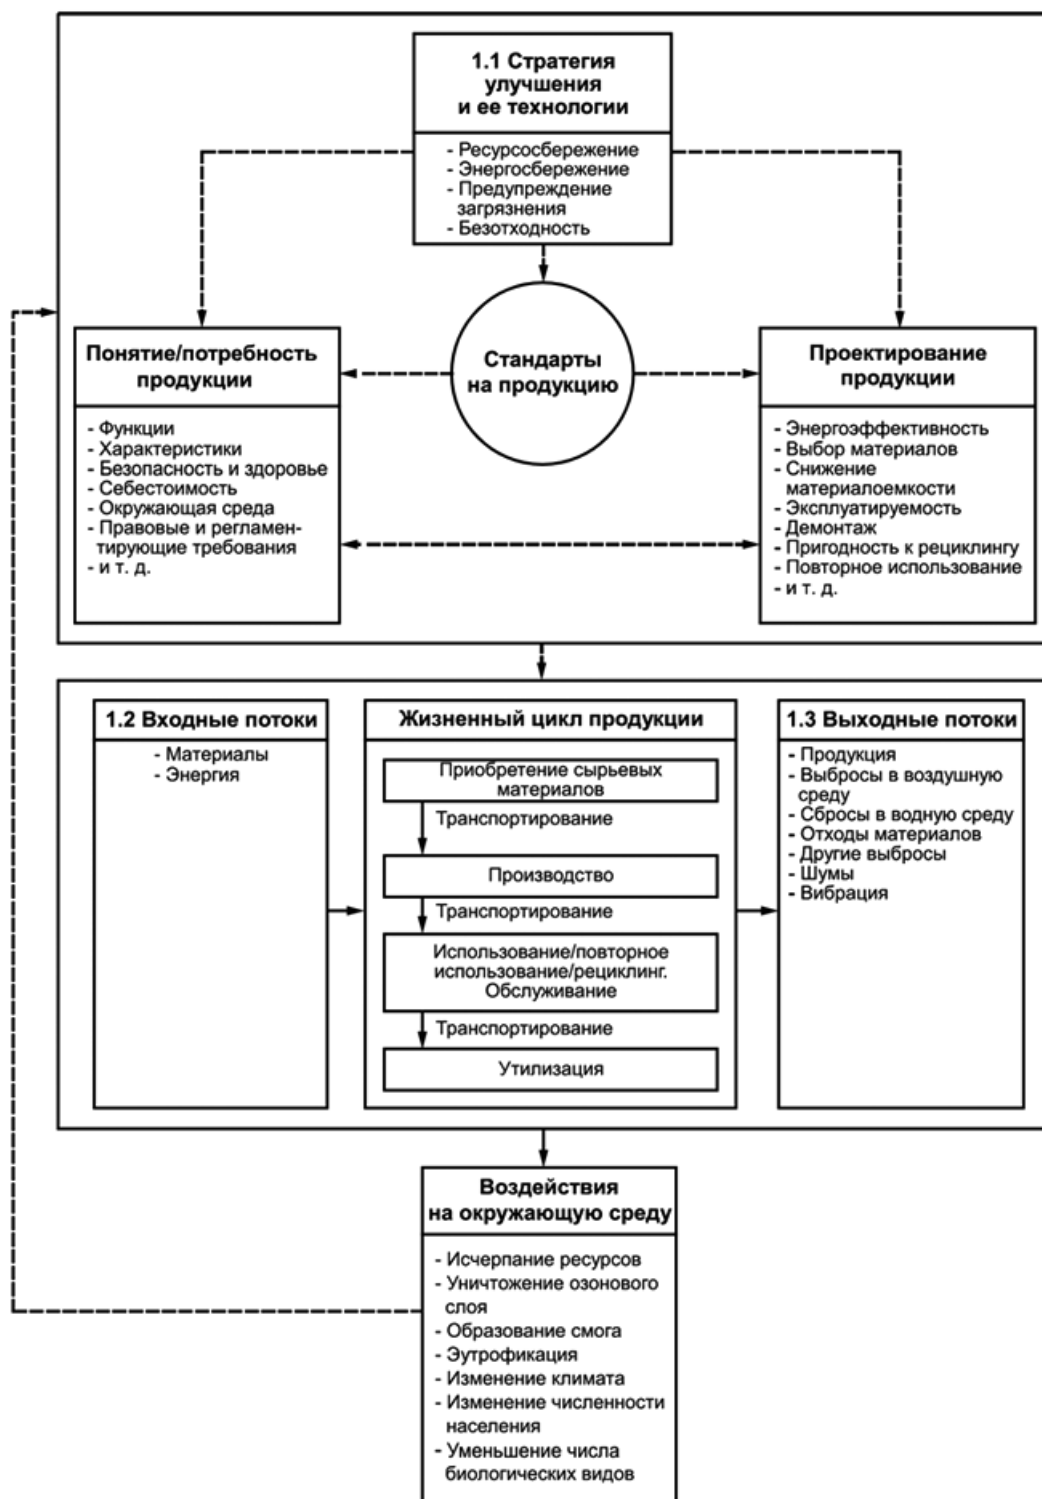 1.1 Стратегия
улучшения
и ее технологии
- Ресурсосбережение
- Энергосбережение
- Предупреждение
загрязнения
- Безотходность
Понятие/потребность
продукции
- Функции
- Характеристики
- Безопасность и здоровье
- Себестоимость
- Окружающая среда
- Правовые и регламен-
тирующие требования
- и т. д.
Стандарты
на продукцию
Проектирование
продукции
- Энергоэффективность
- Выбор материалов
- Снижение
материалоемкости
- Эксплуатируемость
- Демонтаж
- Пригодность к рециклингу
- Повторное использование
- и т. д.
1.2 Входные потоки
- Материалы
- Энергия
Жизненный цикл продукции
Приобретение сырьевых
материалов
Транспортирование
Производство
Транспортирование
Использование/повторное
использование/рециклинг.
Обслуживание
Транспортирование
Утилизация
1.3 Выходные потоки
- Продукция
- Выбросы в воздушную
среду
- Сбросы в водную среду
- Отходы материалов
- Другие выбросы
- Шумы
- Вибрация
Воздействия
на окружающую среду
- Исчерпание ресурсов
- Уничтожение озонового
слоя
- Образование смога
- Эутрофикация
- Изменение климата
- Изменение численности
населения
- Уменьшение числа
биологических видов